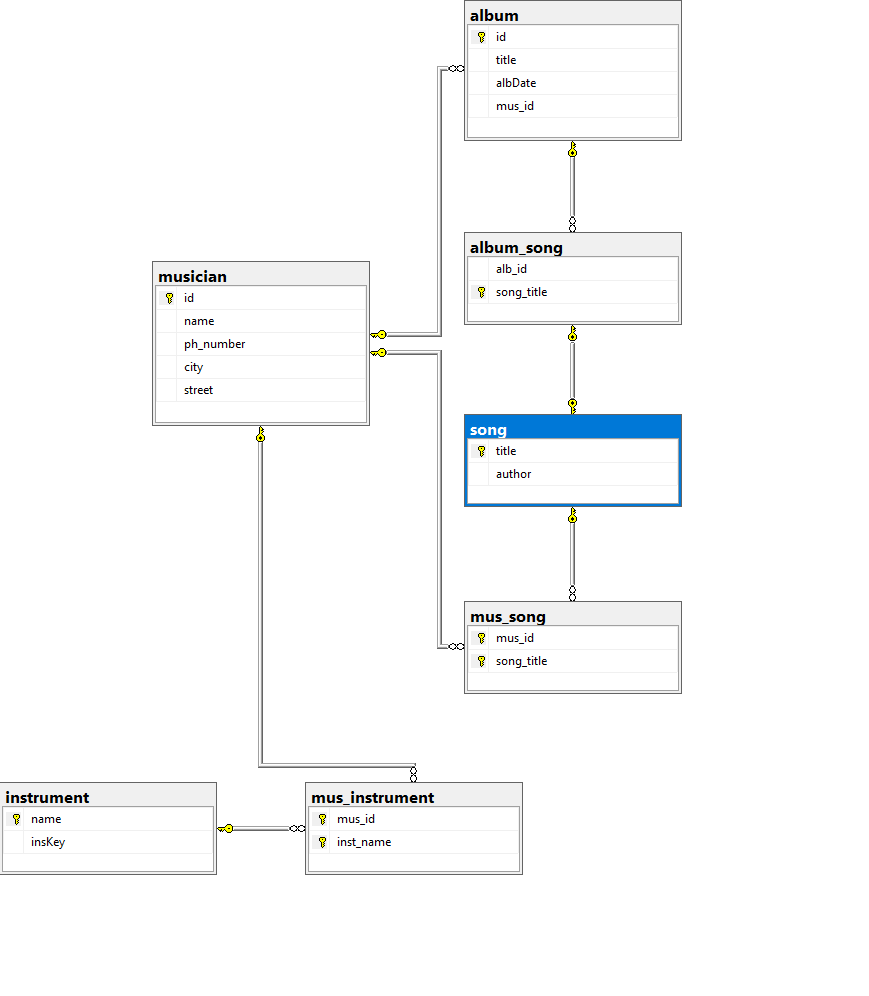 album
id
title
albDate
mus_id
album_song
alb_id
song_title
musician
id
name
ph_number
city
street
song
title
author
mus_song
mus_id
song_title
instrument
name
insKey
mus_instrument
mus_id
inst_name